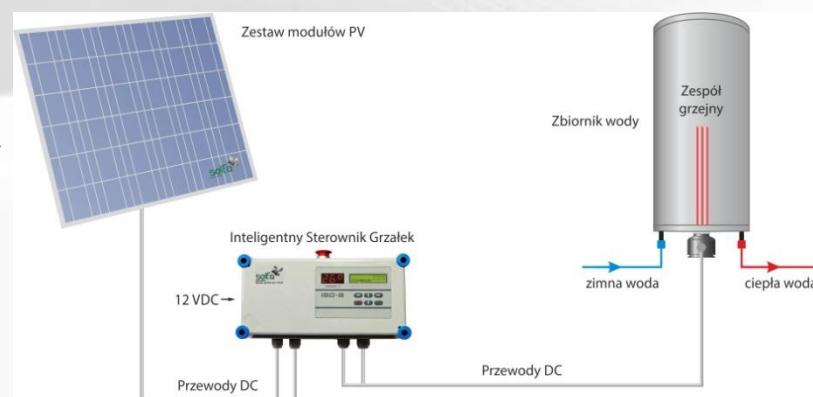 Zestaw modułów PV
Zespół
grzejny
Zbiornik wody
Inteligentny Sterownik Grzałek
zimna woda
ciepła woda
12 VDC
Przewody DC
Przewody DC